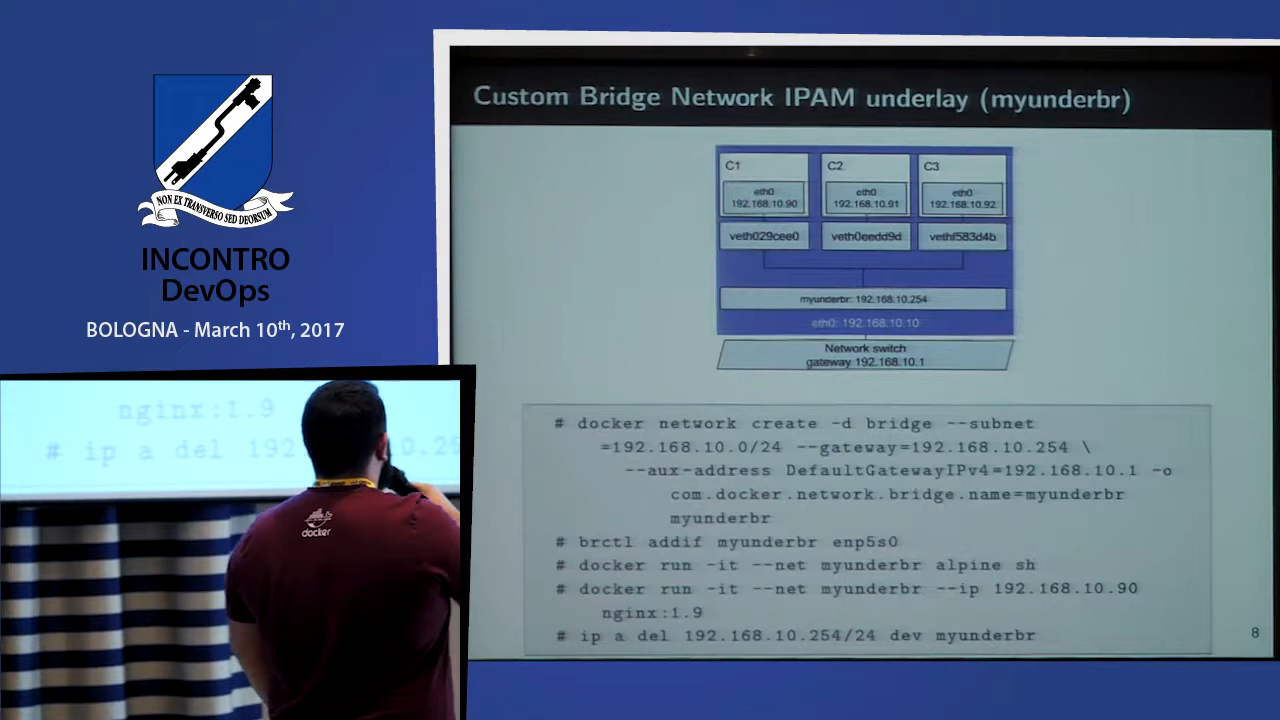 NON EX TRANSVERSO SED DEORSUM
INCONTRO
DevOps
BOLOGNA - March 10th, 2017
Custom Bridge Network IPAM underlay (myunderbr)
C1
C2
C3
eth0
192.168.10.90
eth0
192.168.10.91
eth0
192.168.10.92
veth029cee0
veth0eedd9d
vethf583d4b
myunderbr: 192.168.10.254
eth0: 192.168.10.10
Network switch
gateway 192.168.10.1
# docker network create -d bridge --subnet
=192.168.10.0/24 --gateway=192.168.10.254 \
--aux-address DefaultGatewayIPv4=192.168.10.1 -o
com.docker.network.bridge.name=myunderbr
myunderbr
# brctl addif myunderbr enp5s0
# docker run -it --net myunderbr alpine sh
# docker run -it --net myunderbr --ip 192.168.10.90
nginx:1.9
# ip a del 192.168.10.254/24 dev myunderbr
8
nginx:1.9
# ip a del 192.
docker